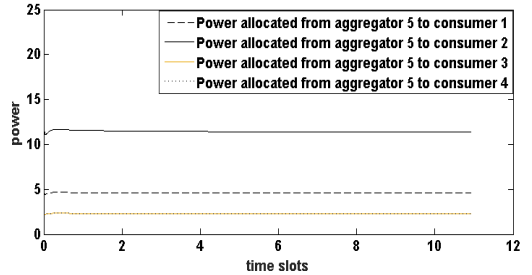 25
20
15
10
5
0
power
Power allocated from aggregator 5 to consumer 1
Power allocated from aggregator 5 to consumer 2
Power allocated from aggregator 5 to consumer 3
Power allocated from aggregator 5 to consumer 4
0 2 4 6 8 10 12
time slots